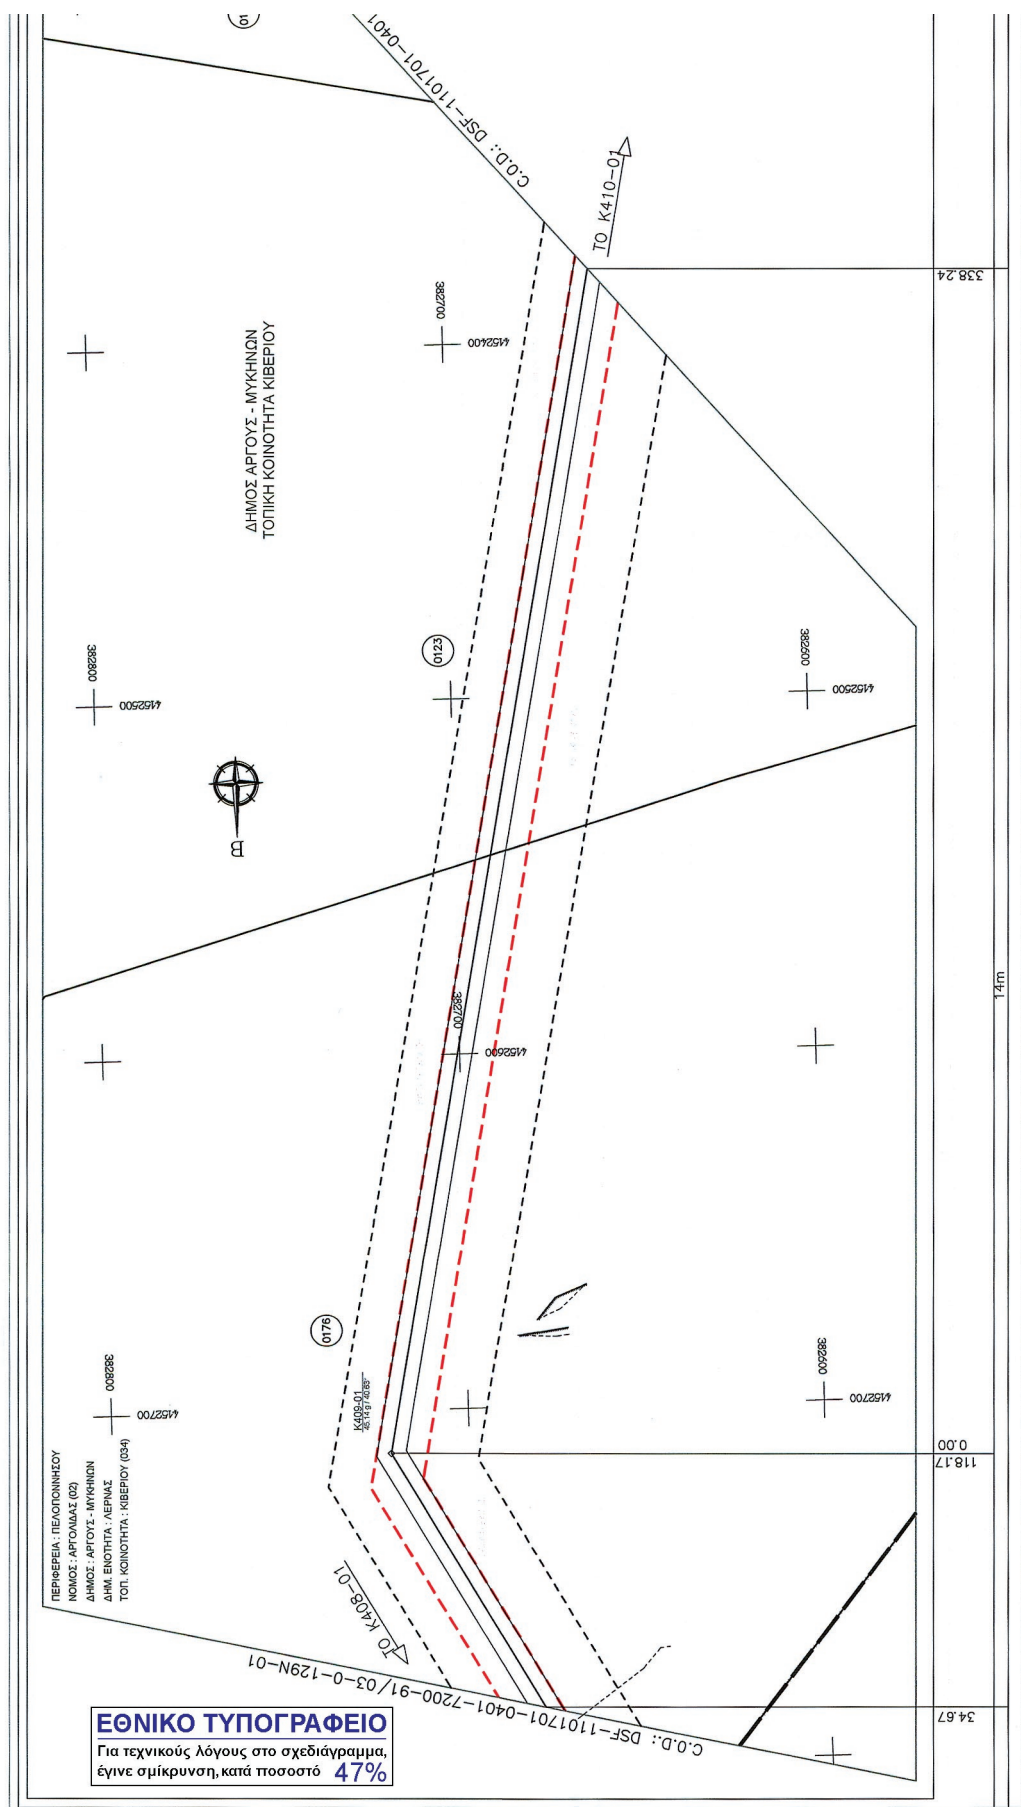 C.O.D.: DSF-1101701-0401
TO K410-01
338.24
382700
4152400
ΔΗΜΟΣ ΑΡΓΟΥΣ - ΜΥΚΗΝΩΝ
ΤΟΠΙΚΗ ΚΟΙΝΟΤΗΤΑ ΚΙΒΕΡΙΟΥ
0123
382800
4152500
382600
4152500
B
14m
382700
4152600
0176
382800
4152700
K409-01
382600
4152700
0.00
118.17
ΠΕΡΙΦΕΡΕΙΑ : ΠΕΛΟΠΟΝΝΗΣΟΥ
ΝΟΜΟΣ : ΑΡΓΟΛΙΔΑΣ (02)
ΔΗΜΟΣ : ΑΡΓΟΥΣ - ΜΥΚΗΝΩΝ
ΔΗΜ. ΕΝΟΤΗΤΑ : ΛΕΡΝΑΣ
ΤΟΠ. ΚΟΙΝΟΤΗΤΑ : ΚΙΒΕΡΙΟΥ (034)
TO K408-01
C.O.D.: DSF-1101701-0401-7200-91/03-0-129N-01
34.67
ΕΘΝΙΚΟ ΤΥΠΟΓΡΑΦΕΙΟ
Για τεχνικούς λόγους στο σχεδιάγραμμα,
έγινε σμίκρυνση, κατά ποσοστό 47%